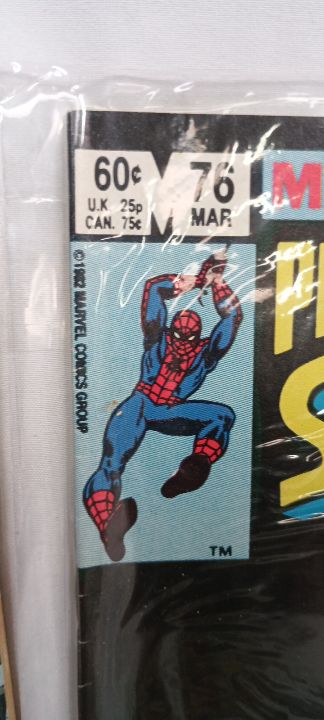 60¢
76
U.K. 25p
MAR
CAN. 75¢
M
© 1982 MARVEL COMICS GROUP
S
TM